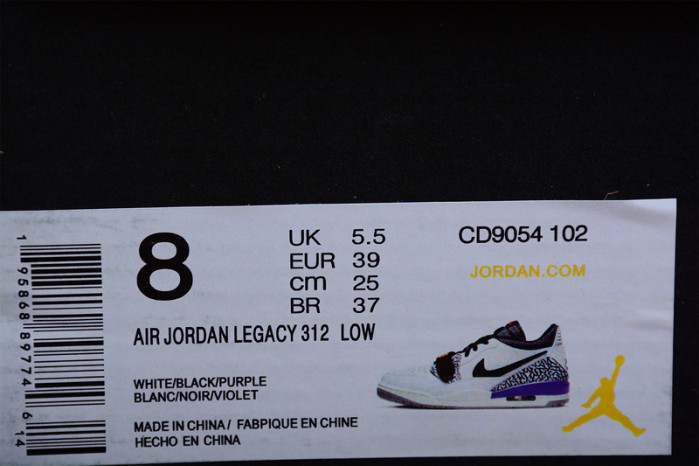 8
UK 5.5
EUR 39
cm 25
BR 37
CD9054 102
JORDAN.COM
AIR JORDAN LEGACY 312 LOW
WHITE/BLACK/PURPLE
BLANC/NOIR/VIOLET
MADE IN CHINA/ FABRIQUE EN CHINE
HECHO EN CHINA
1 95868 89774 6 14